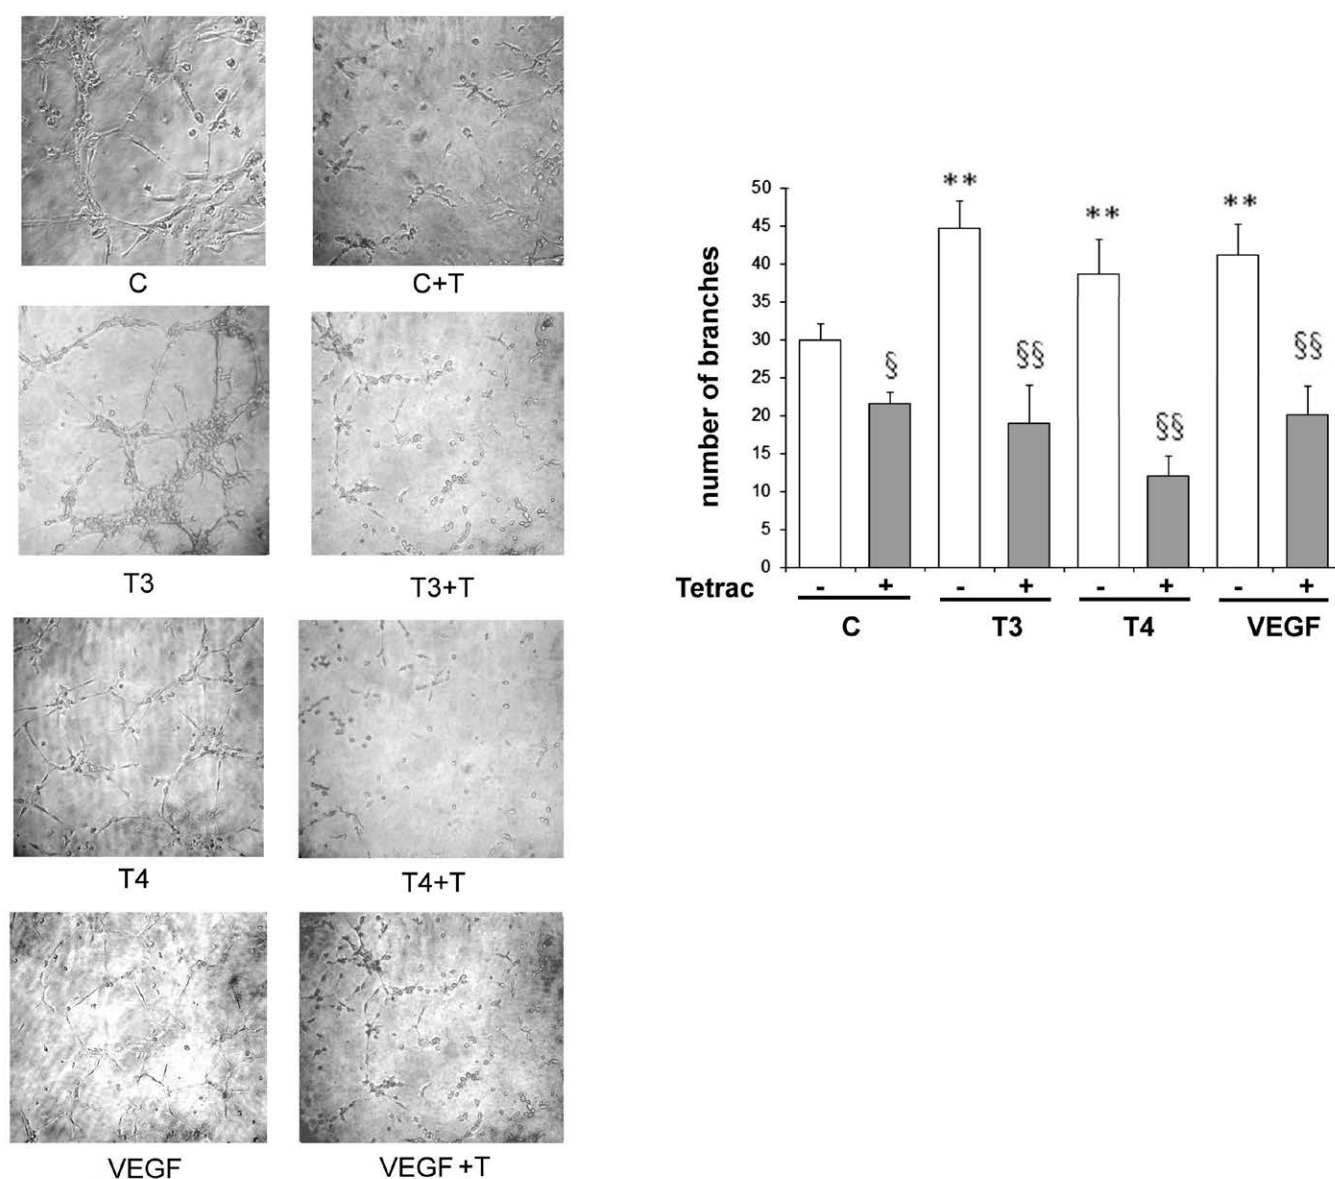 C
C+T
T3
T3+T
T4
T4+T
VEGF
VEGF +T
number of branches
50
45
40
35
30
25
20
15
10
5
0
**
**
**
§
§§
§§
§§
Tetrac - + - + - + - +
C T3 T4 VEGF